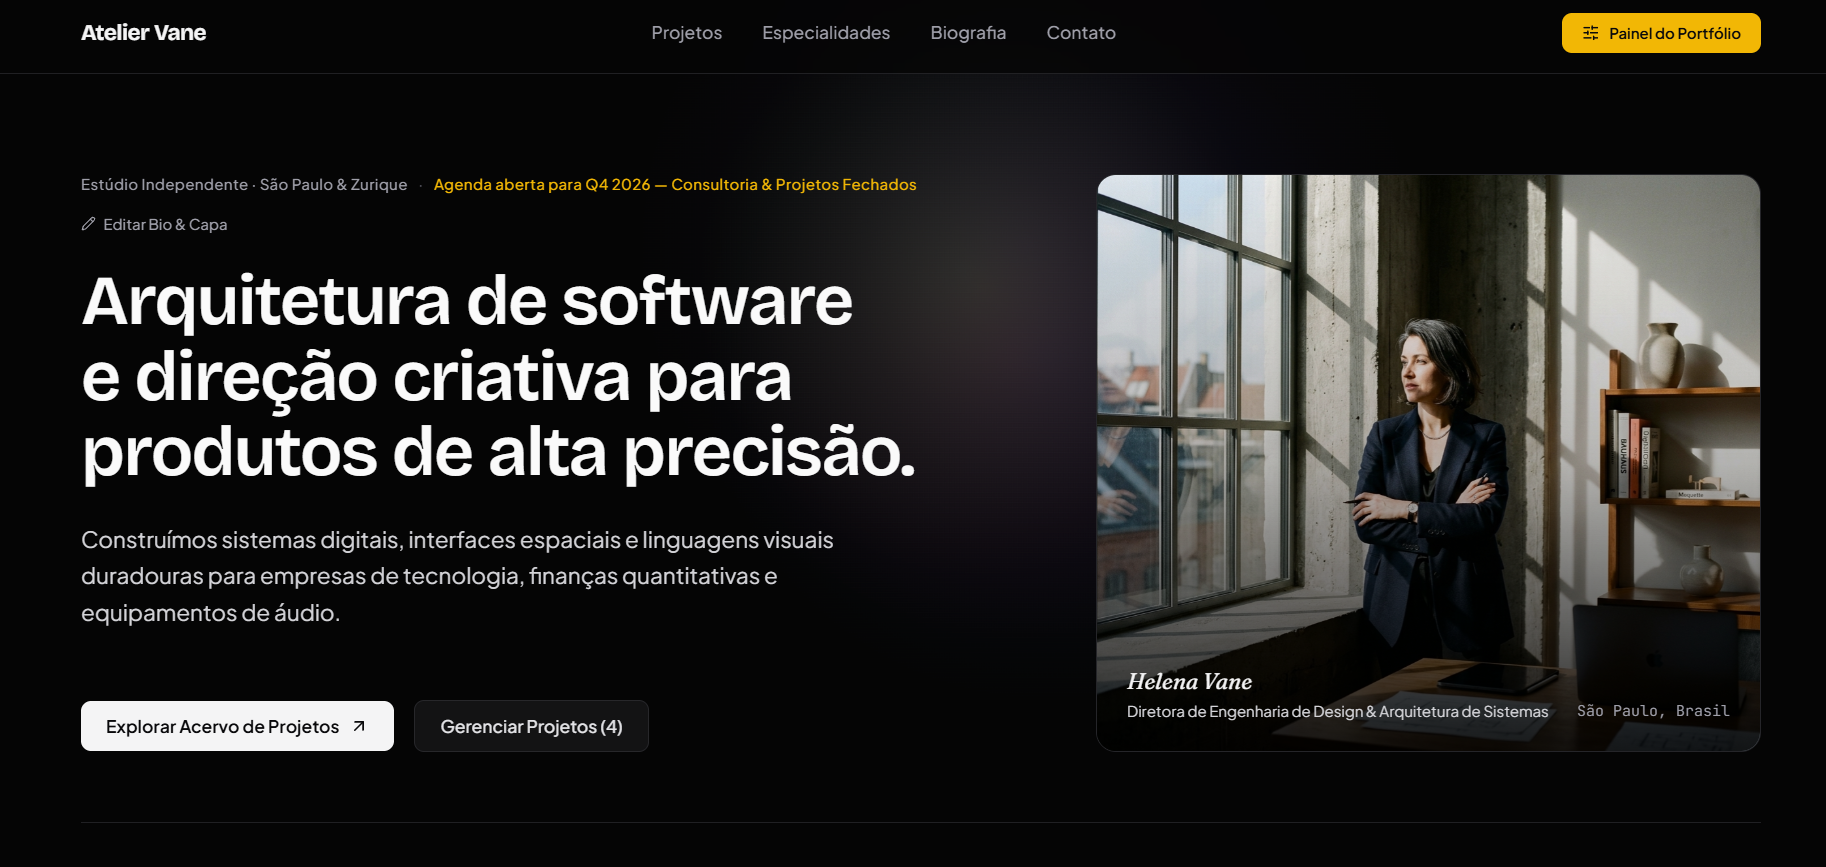 Atelier Vane
Projetos
Especialidades
Biografia
Contato
Painel do Portfólio
Estúdio Independente · São Paulo & Zurique · Agenda aberta para Q4 2026 — Consultoria & Projetos Fechados
Editar Bio & Capa
Arquitetura de software
e direção criativa para
produtos de alta precisão.
Construímos sistemas digitais, interfaces espaciais e linguagens visuais
duradouras para empresas de tecnologia, finanças quantitativas e
equipamentos de áudio.
Explorar Acervo de Projetos
Gerenciar Projetos (4)
BAUHAUS
Maquette
Helena Vane
Diretora de Engenharia de Design & Arquitetura de Sistemas
São Paulo, Brasil